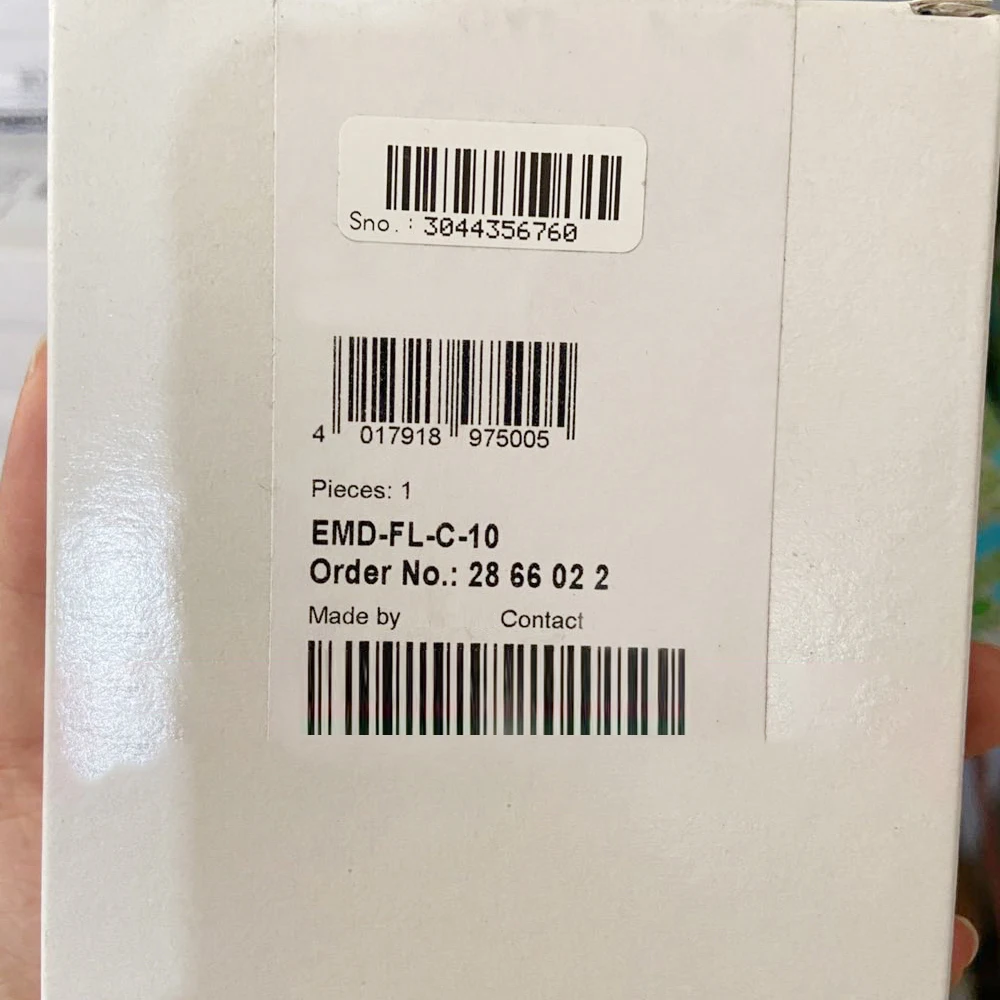 Sno.: 3044356760
4 017918 975005
Pieces: 1
EMD-FL-C-10
Order No.: 28 66 02 2
Made by Contact